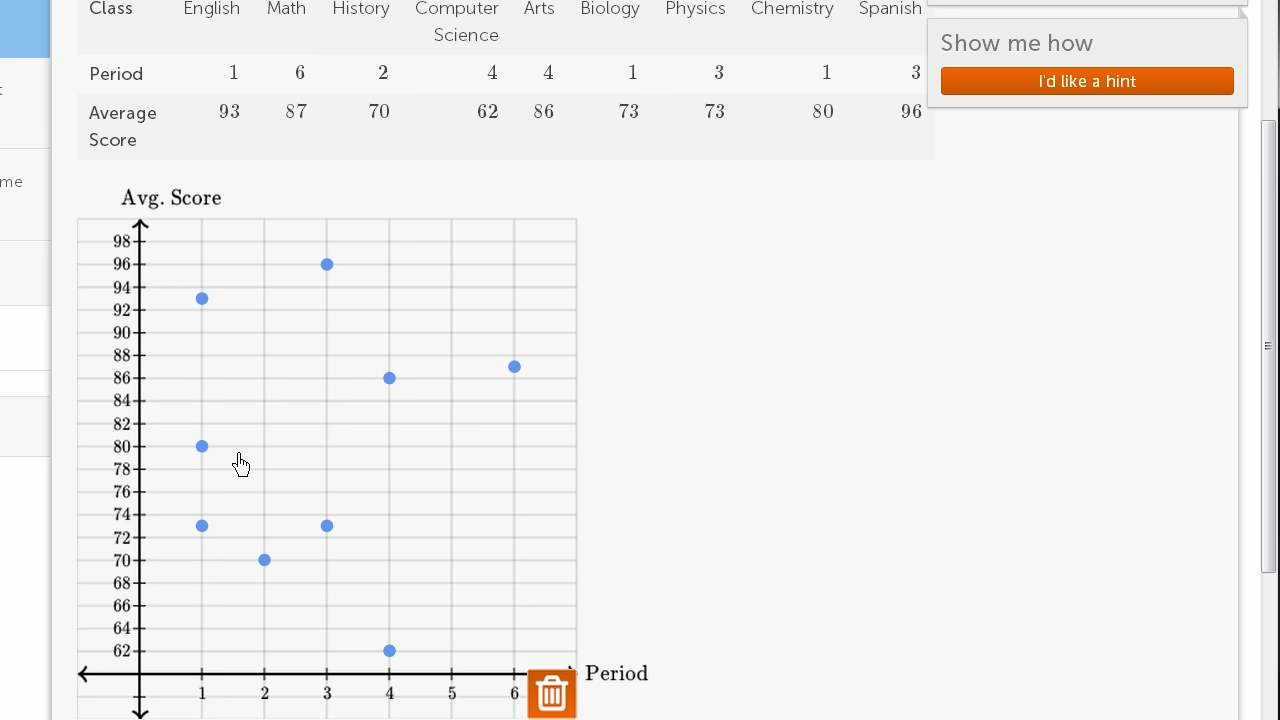 Class English Math History Computer Science Arts Biology Physics Chemistry Spanish
Period 1 6 2 4 4 1 3 1 3
Average Score 93 87 70 62 86 73 73 80 96
Show me how
I'd like a hint
t
me
Avg. Score
98
96
94
92
90
88
86
84
82
80
78
76
74
72
70
68
66
64
62
1 2 3 4 5 6
Period